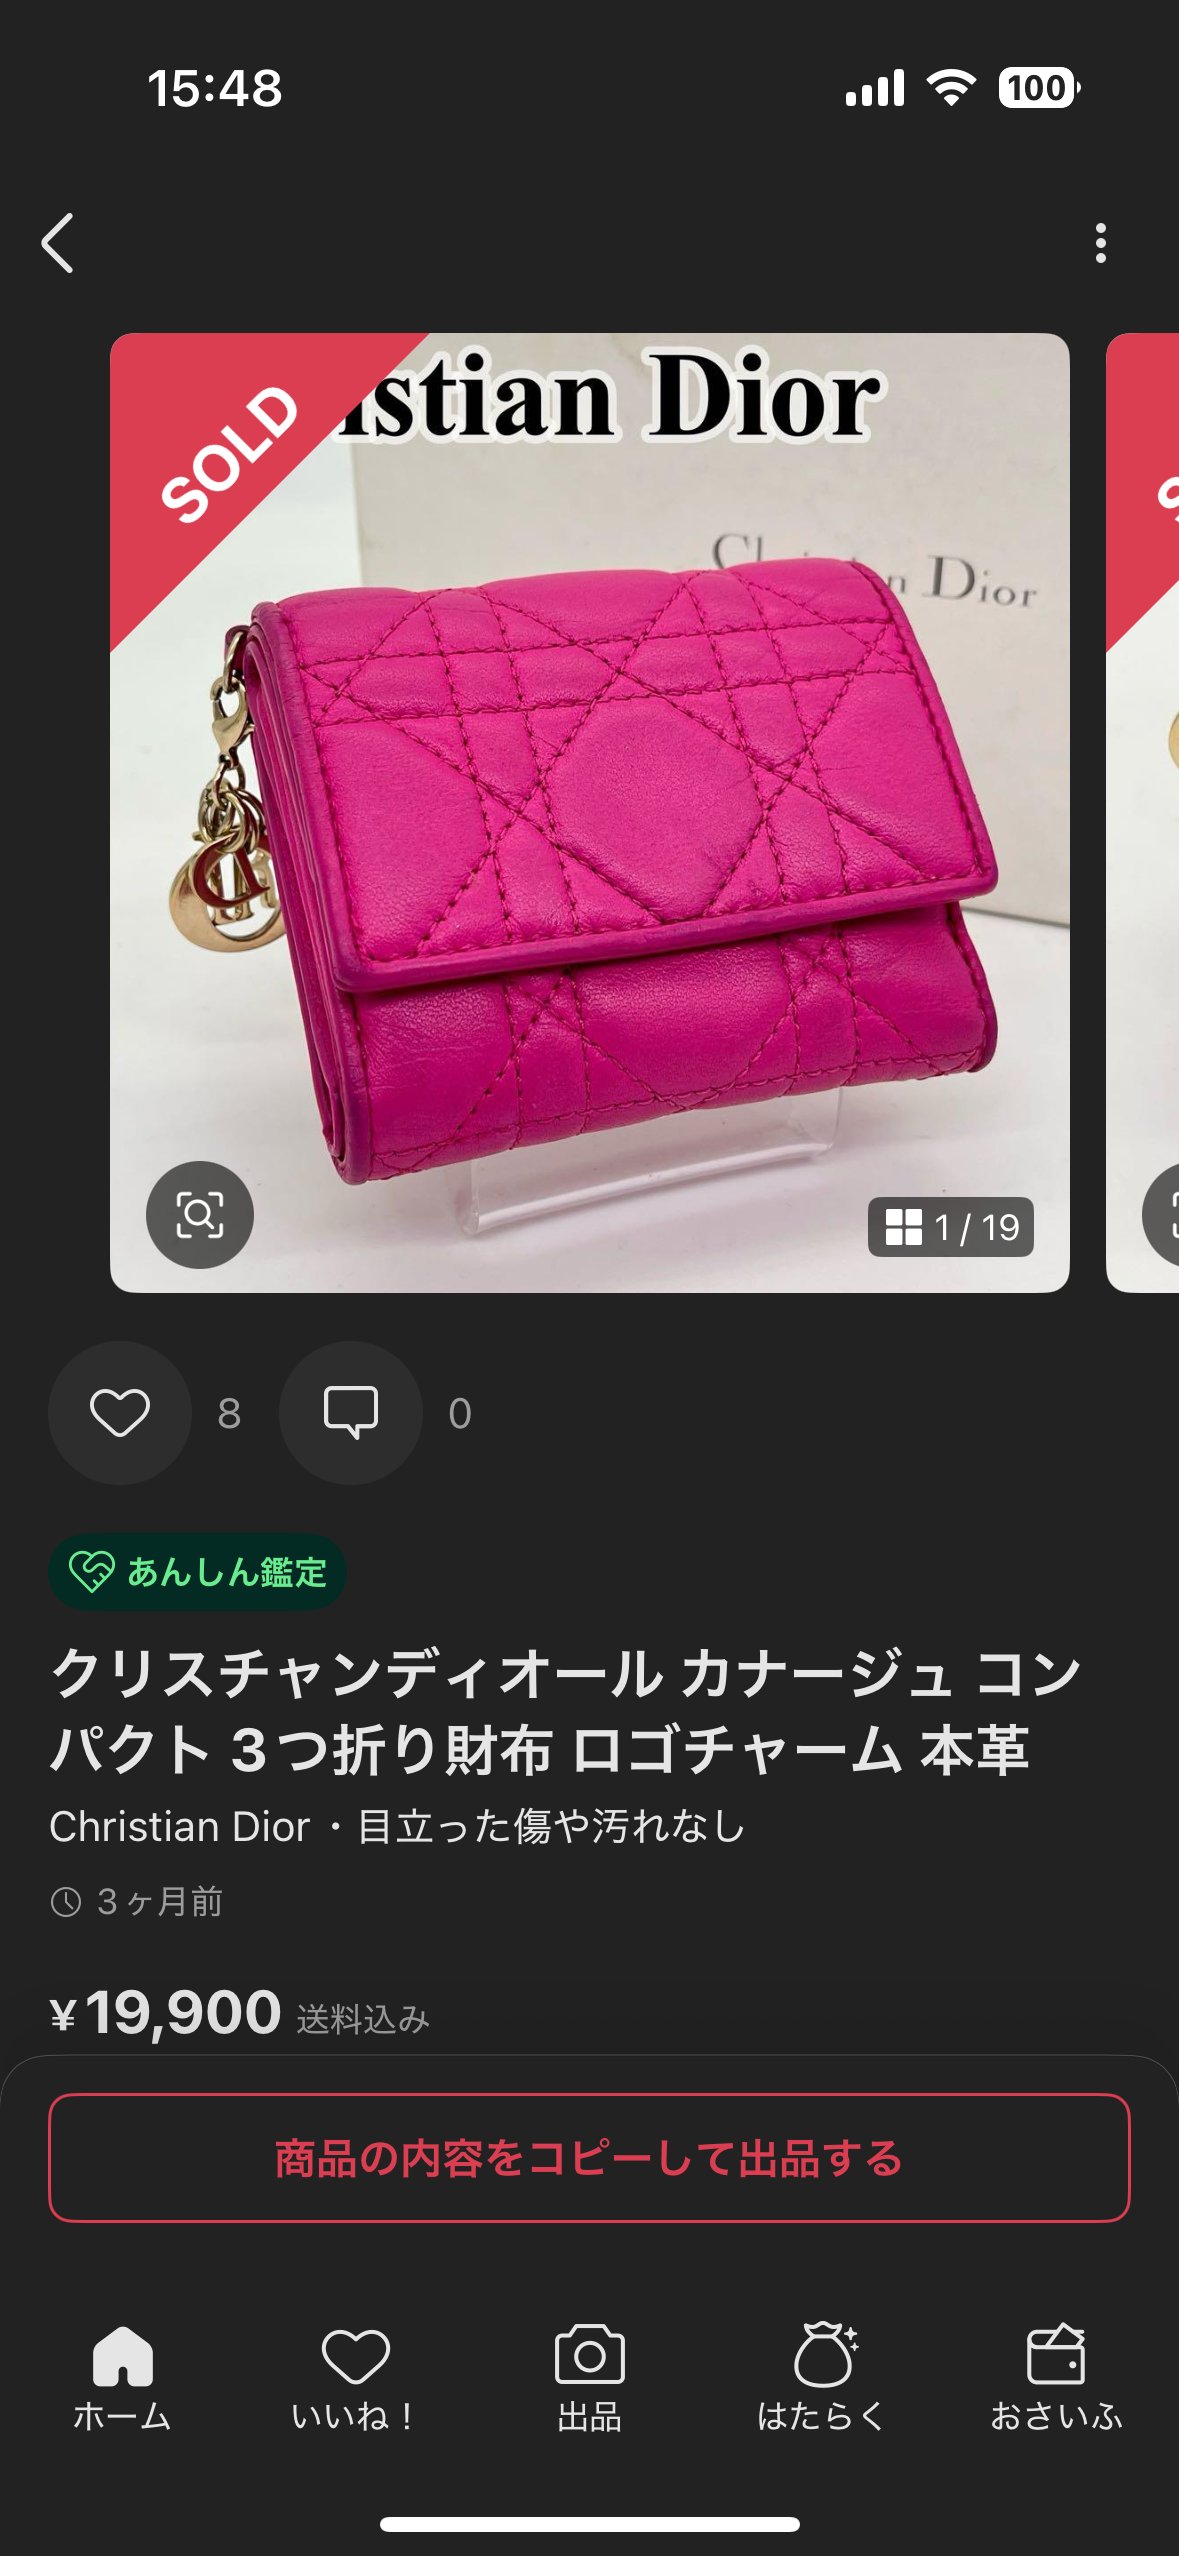 15:48
100
SOLD
istian Dior
Dior
1 / 19
8
0
あんしん鑑定
クリスチャンディオール カナージュ コン
パクト 3つ折り財布 ロゴチャーム 本革
Christian Dior・目立った傷や汚れなし
3ヶ月前
¥19,900 送料込み
商品の内容をコピーして出品する
ホーム
いいね！
出品
はたらく
おさいふ